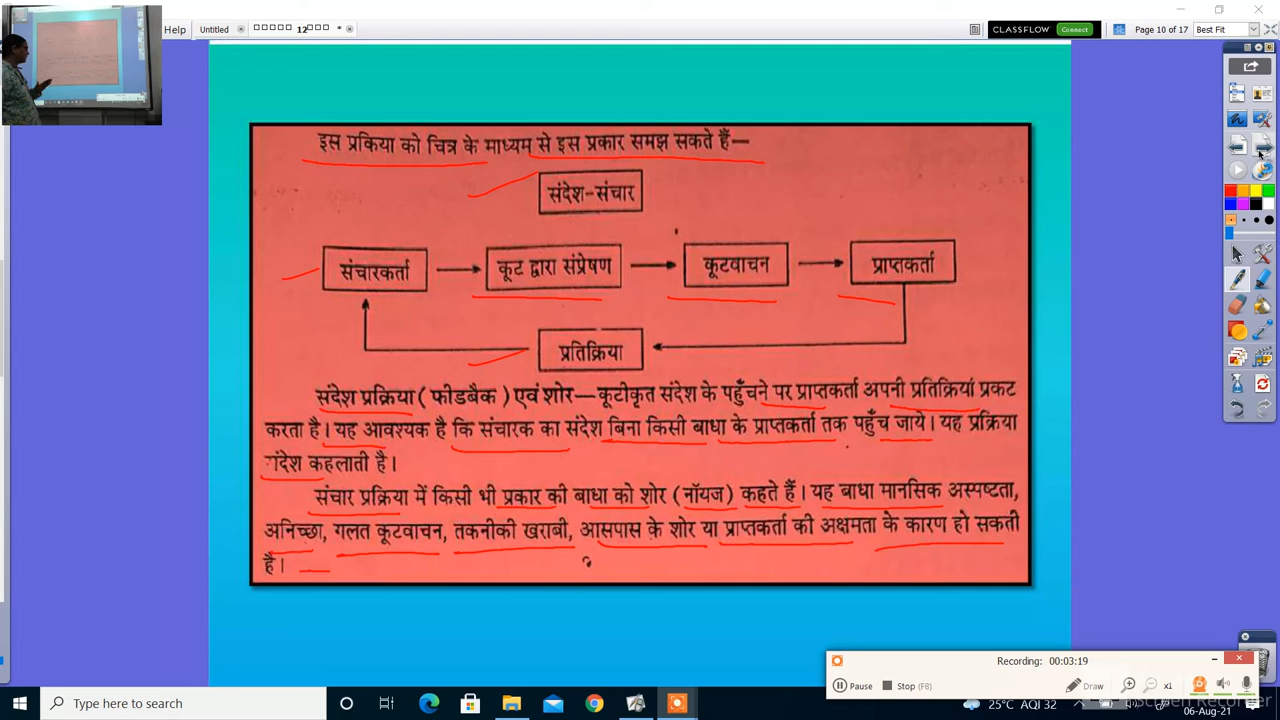 Help
Untitled
12
*
CLASSFLOW
Connect
Page 10 of 17
Best Fit
इस प्रकिया को चित्र के माध्यम से इस प्रकार समझ सकते हैं—
संदेश-संचार
संचारकर्ता
कूट द्वारा संप्रेषण
कूटवाचन
प्राप्तकर्ता
प्रतिक्रिया
संदेश प्रक्रिया (फीडबैक) एवं शोर—कूटीकृत संदेश के पहुँचने पर प्राप्तकर्ता अपनी प्रतिक्रिया प्रकट
करता है। यह आवश्यक है कि संचारक का संदेश बिना किसी बाधा के प्राप्तकर्ता तक पहुँच जाये। यह प्रक्रिया
संदेश कहलाती है।
संचार प्रक्रिया में किसी भी प्रकार की बाधा को शोर (नॉयज) कहते हैं। यह बाधा मानसिक अस्पष्टता,
अनिच्छा, गलत कूटवाचन, तकनीकी खराबी, आसपास के शोर या प्राप्तकर्ता की अक्षमता के कारण हो सकती
है।
Recording: 00:03:19
Pause
Stop (F8)
Draw
x1
Type here to search
25°C AQI 32
06-Aug-21